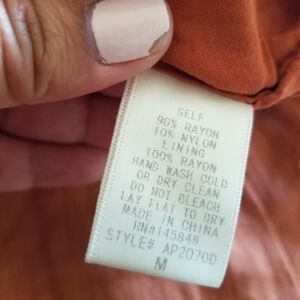 SELF
90% RAYON
10% NYLON
LINING
100% RAYON
HAND WASH COLD
OR DRY CLEAN
DO NOT BLEACH
LAY FLAT TO DRY
MADE IN CHINA
RN#145848
STYLE# AP2070D
M